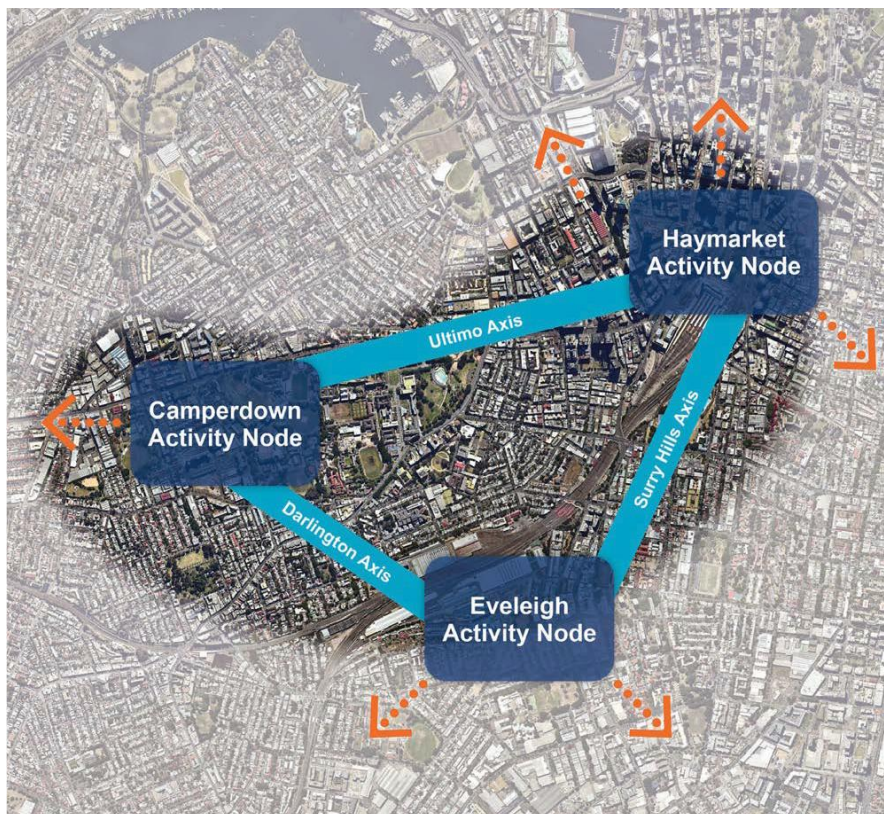 Haymarket
Activity Node
Ultimo Axis
Camperdown
Activity Node
Surry Hills Axis
Darlington Axis
Eveleigh
Activity Node